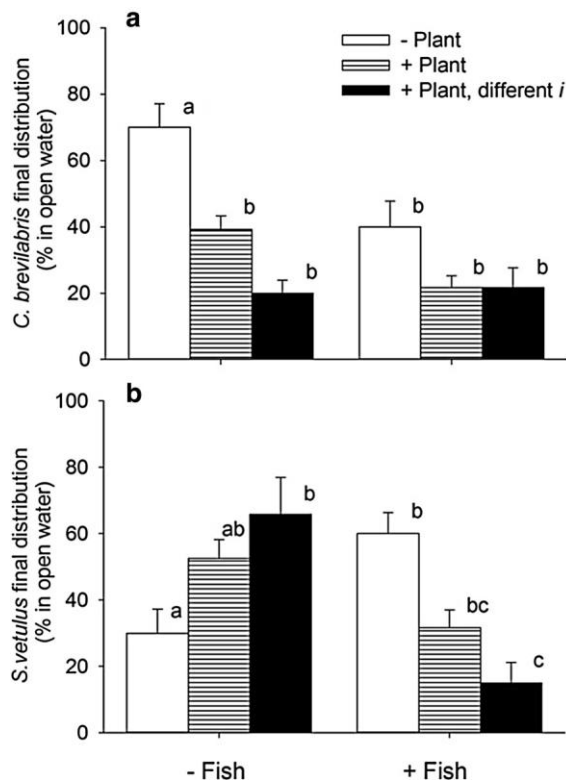 a
100
80
60
40
20
0
C. brevilabris final distribution
(% in open water)
- Plant
+ Plant
+ Plant, different i
a
b
b
b
b
b
b
100
80
60
40
20
0
S.vetulus final distribution
(% in open water)
a
ab
b
b
bc
c
- Fish
+ Fish